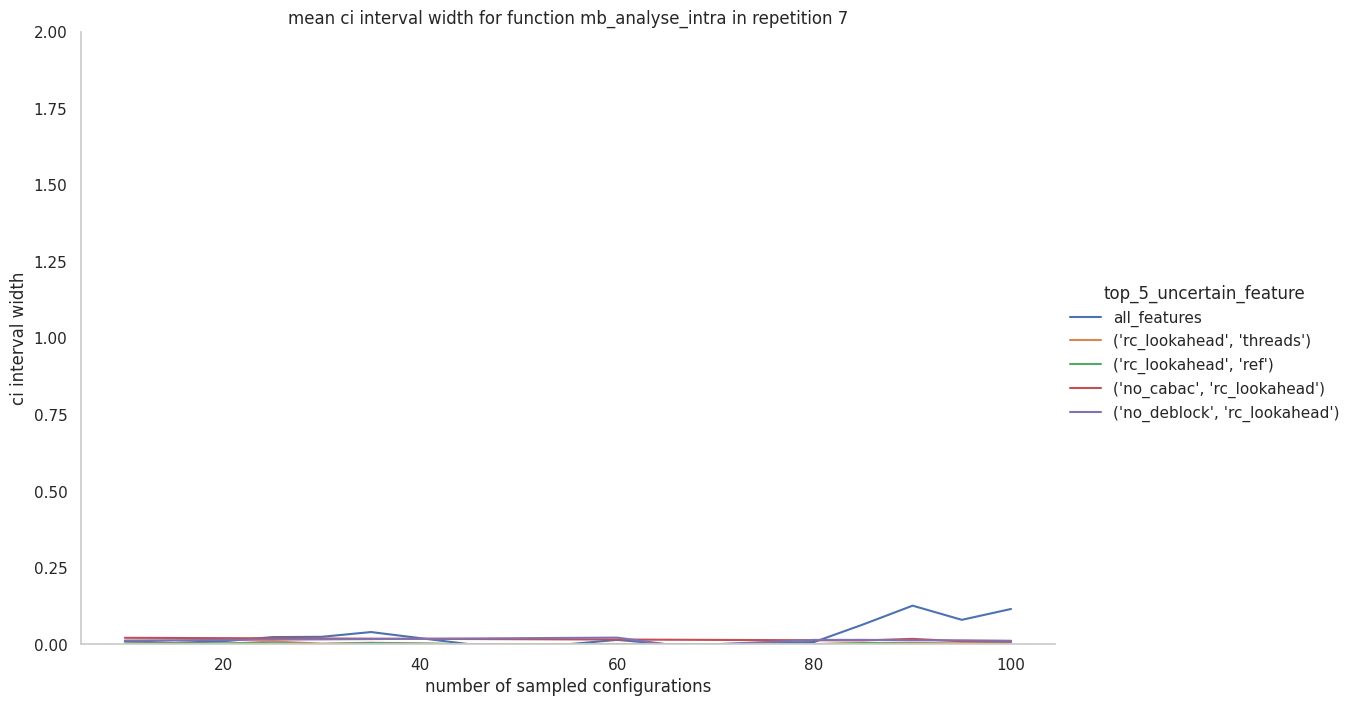 mean ci interval width for function mb_analyse_intra in repetition 7
2.00
1.75
1.50
1.25
1.00
0.75
0.50
0.25
0.00
ci interval width
20
40
60
80
100
number of sampled configurations
top_5_uncertain_feature
all_features
('rc_lookahead', 'threads')
('rc_lookahead', 'ref')
('no_cabac', 'rc_lookahead')
('no_deblock', 'rc_lookahead')